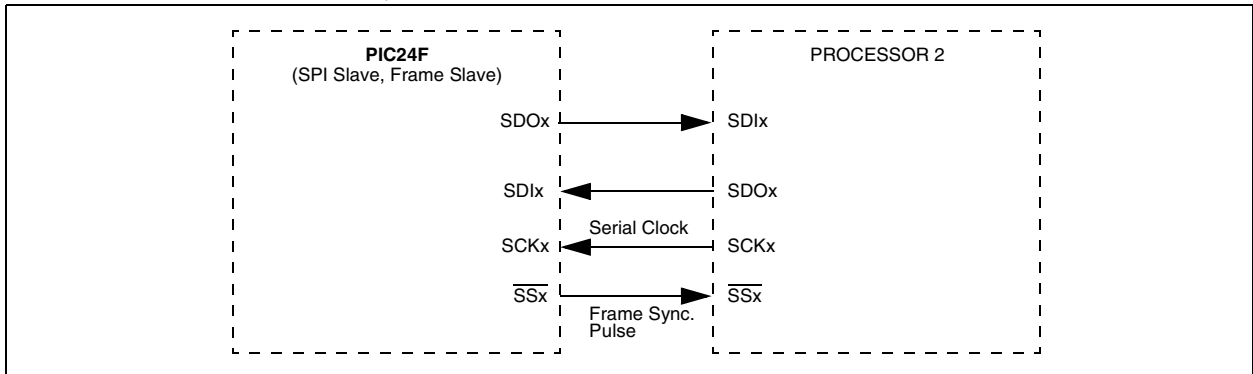 PIC24F
(SPI Slave, Frame Slave)
PROCESSOR 2
SDOx
SDIx
SDIx
SDOx
Serial Clock
SCKx
SCKx
SSx
SSx
Frame Sync.
Pulse